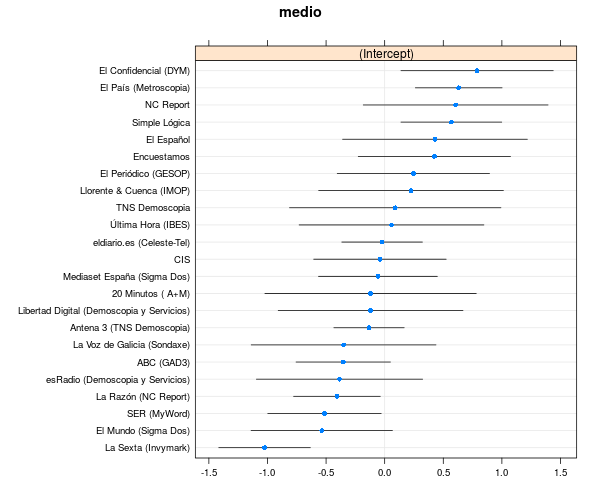 medio
(Intercept)
El Confidencial (DYM)
El País (Metroscopia)
NC Report
Simple Lógica
El Español
Encuestamos
El Periódico (GESOP)
Llorente & Cuenca (IMOP)
TNS Demoscopia
Última Hora (IBES)
eldiario.es (Celeste-Tel)
CIS
Mediaset España (Sigma Dos)
20 Minutos ( A+M)
Libertad Digital (Demoscopia y Servicios)
Antena 3 (TNS Demoscopia)
La Voz de Galicia (Sondaxe)
ABC (GAD3)
esRadio (Demoscopia y Servicios)
La Razón (NC Report)
SER (MyWord)
El Mundo (Sigma Dos)
La Sexta (Invymark)
-1.5 -1.0 -0.5 0.0 0.5 1.0 1.5